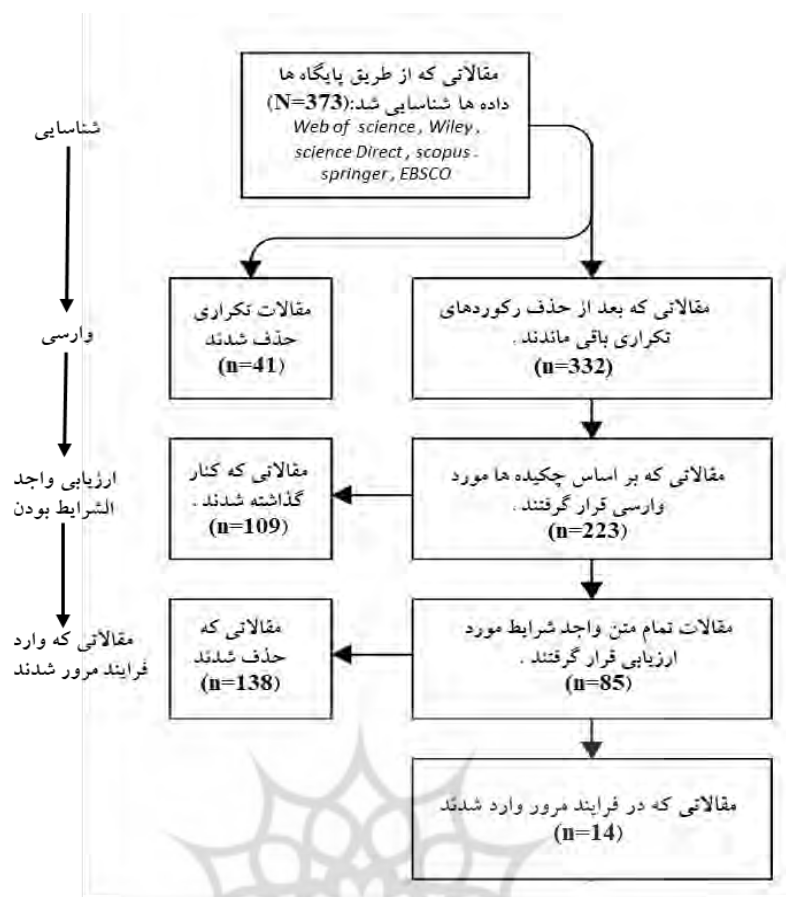 مقالاتی که از طریق پایگاه ها
داده ها شناسایی شد:(N=373)
Web of science , Wiley .
science Direct , scopus .
springer , EBSCO
شناسایی
مقالاتی که بعد از حذف رکوردهای
تکراری باقی ماندند .
(n=332)
مقالات تکراری
حذف شدند
(n=41)
وارسی
مقالاتی که بر اساس چکیده ها مورد
وارسی قرار گرفتند .
(n=223)
مقالاتی که کنار
گذاشته شدند .
(n=109)
ارزیابی واجد
الشرایط بودن
مقالات تمام متن واجد شرایط مورد
ارزیابی قرار گرفتند .
(n=85)
مقالاتی که
حذف شدند
(n=138)
مقالاتی که وارد
فرایند مرور شدند
مقالاتی که در فرایند مرور وارد شدند
(n=14)